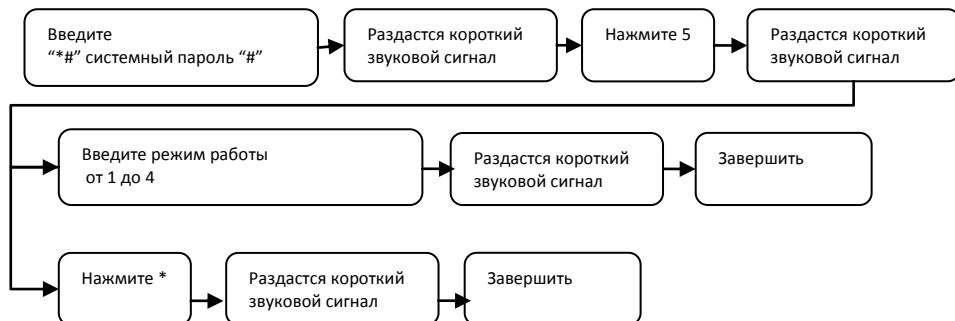 Введите
“*#” системный пароль “#”
Раздастся короткий
звуковой сигнал
Нажмите 5
Раздастся короткий
звуковой сигнал
Введите режим работы
от 1 до 4
Раздастся короткий
звуковой сигнал
Завершить
Нажмите *
Раздастся короткий
звуковой сигнал
Завершить